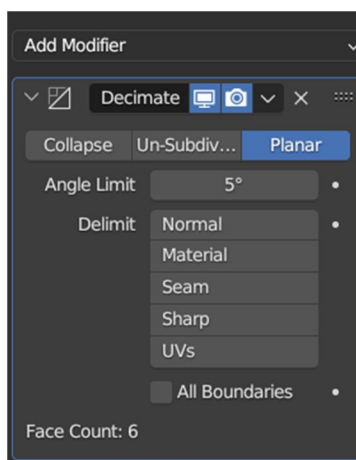 Add Modifier
Decimate
Collapse Un-Subdiv... Planar
Angle Limit 5°
Delimit Normal
Material
Seam
Sharp
UVs
All Boundaries
Face Count: 6